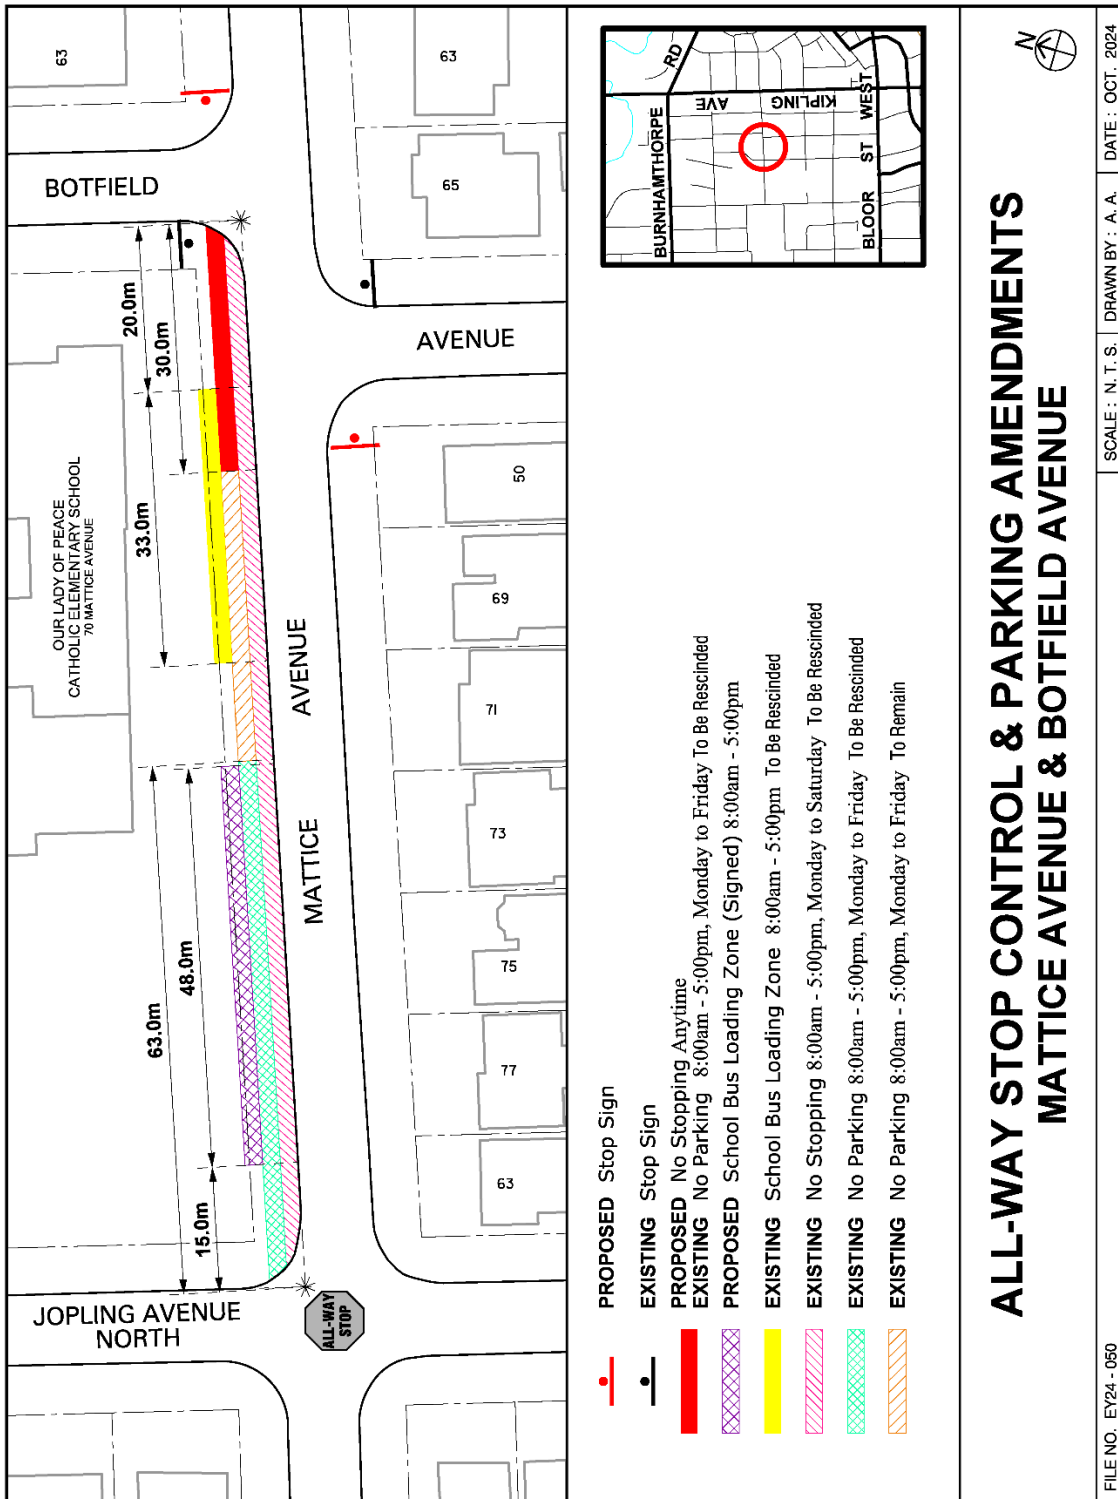 63
63
BOTFIELD
65
AVENUE
20.0m
30.0m
33.0m
OUR LADY OF PEACE
CATHOLIC ELEMENTARY SCHOOL
70 MATTICE AVENUE
50
69
71
MATTICE AVENUE
73
75
77
63
63.0m
48.0m
15.0m
JOPLING AVENUE
NORTH
ALL-WAY
STOP
PROPOSED Stop Sign
EXISTING Stop Sign
PROPOSED No Stopping Anytime
EXISTING No Parking 8:00am - 5:00pm, Monday to Friday To Be Rescinded
PROPOSED School Bus Loading Zone (Signed) 8:00am - 5:00pm
EXISTING School Bus Loading Zone 8:00am - 5:00pm To Be Rescinded
EXISTING No Stopping 8:00am - 5:00pm, Monday to Saturday To Be Rescinded
EXISTING No Parking 8:00am - 5:00pm, Monday to Friday To Be Rescinded
EXISTING No Parking 8:00am - 5:00pm, Monday to Friday To Remain
BURNHAMTHORPE RD
KIPLING AVE
BLOOR ST WEST
N
ALL-WAY STOP CONTROL & PARKING AMENDMENTS
MATTICE AVENUE & BOTFIELD AVENUE
FILE NO. EY24 - 050
SCALE : N. T. S.
DRAWN BY : A. A.
DATE : OCT. 2024